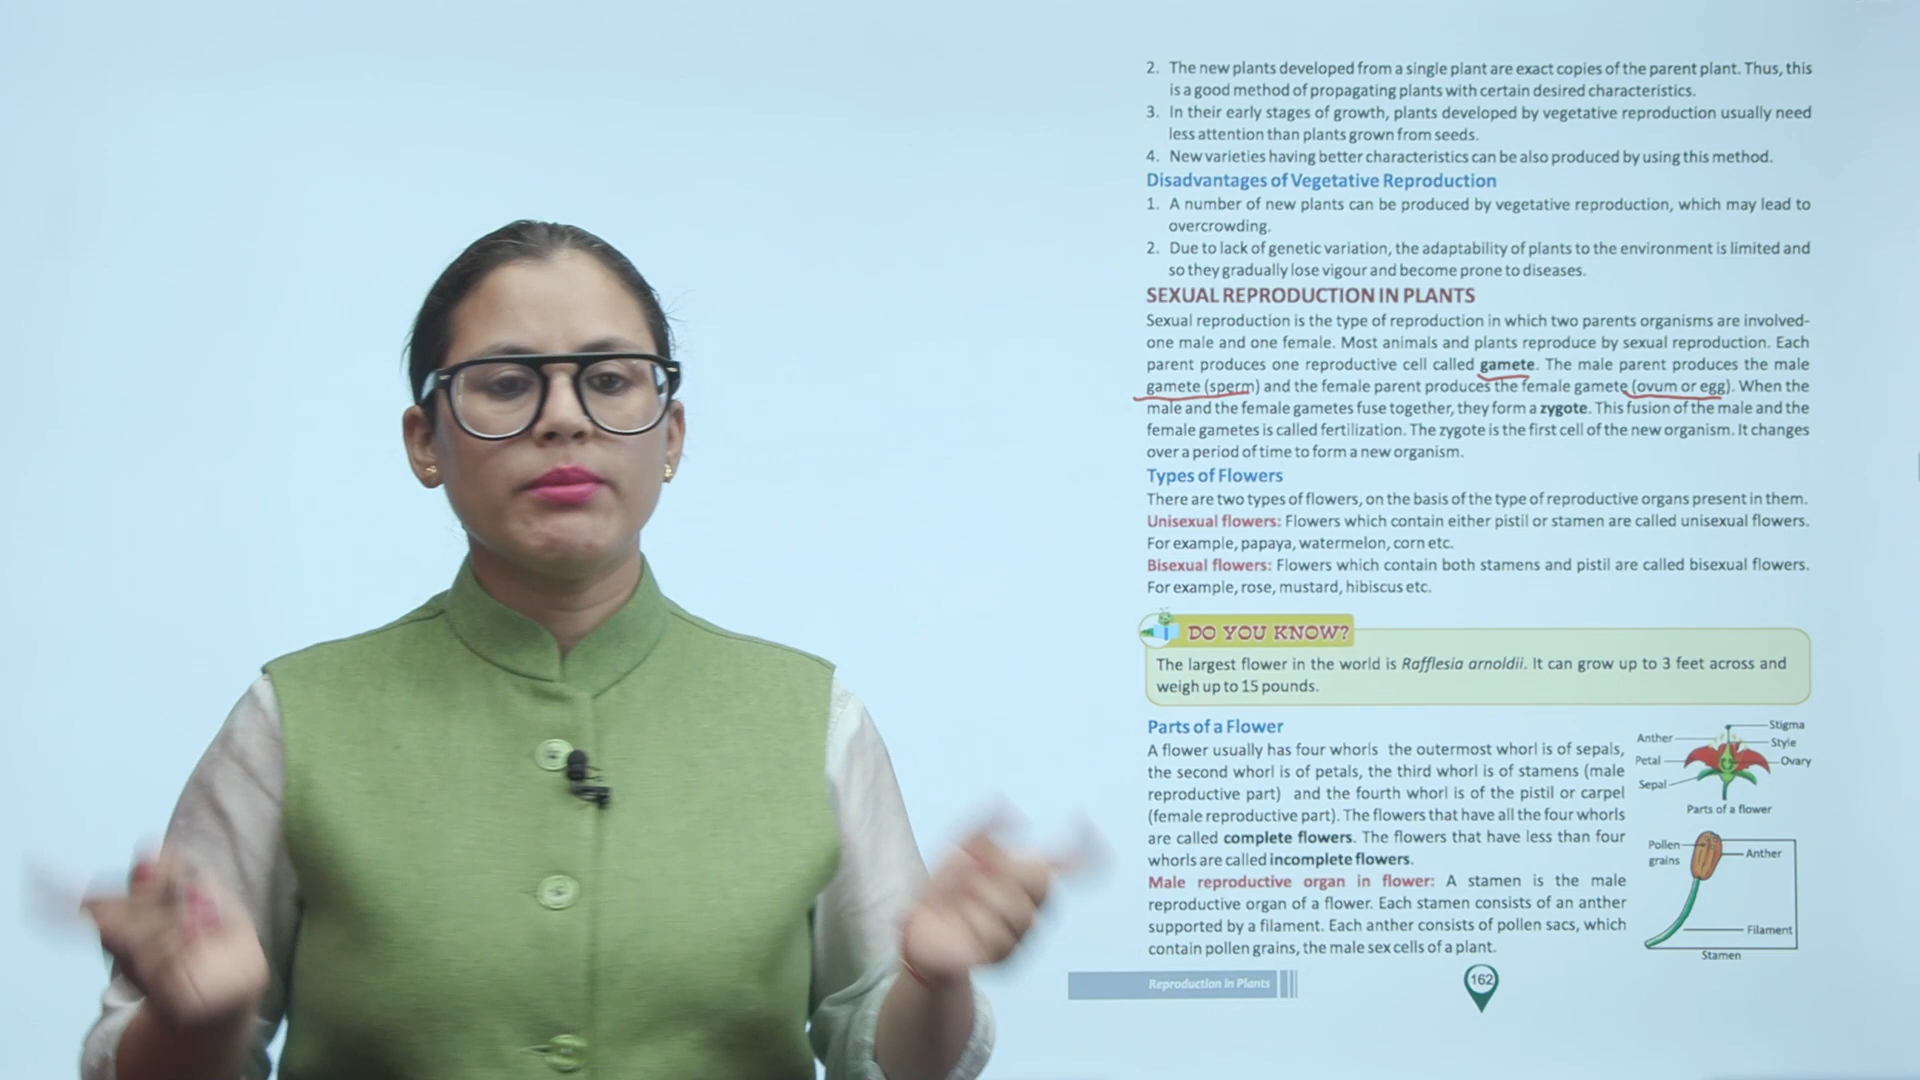 2. The new plants developed from a single plant are exact copies of the parent plant. Thus, this
is a good method of propagating plants with certain desired characteristics.
3. In their early stages of growth, plants developed by vegetative reproduction usually need
less attention than plants grown from seeds.
4. New varieties having better characteristics can be also produced by using this method.
Disadvantages of Vegetative Reproduction
1. A number of new plants can be produced by vegetative reproduction, which may lead to
overcrowding.
2. Due to lack of genetic variation, the adaptability of plants to the environment is limited and
so they gradually lose vigour and become prone to diseases.
SEXUAL REPRODUCTION IN PLANTS
Sexual reproduction is the type of reproduction in which two parents organisms are involved-
one male and one female. Most animals and plants reproduce by sexual reproduction. Each
parent produces one reproductive cell called gamete. The male parent produces the male
gamete (sperm) and the female parent produces the female gamete (ovum or egg). When the
male and the female gametes fuse together, they form a zygote. This fusion of the male and the
female gametes is called fertilization. The zygote is the first cell of the new organism. It changes
over a period of time to form a new organism.
Types of Flowers
There are two types of flowers, on the basis of the type of reproductive organs present in them.
Unisexual flowers: Flowers which contain either pistil or stamen are called unisexual flowers.
For example, papaya, watermelon, corn etc.
Bisexual flowers: Flowers which contain both stamens and pistil are called bisexual flowers.
For example, rose, mustard, hibiscus etc.
DO YOU KNOW?
The largest flower in the world is Rafflesia arnoldii. It can grow up to 3 feet across and
weigh up to 15 pounds.
Parts of a Flower
A flower usually has four whorls the outermost whorl is of sepals,
the second whorl is of petals, the third whorl is of stamens (male
reproductive part) and the fourth whorl is of the pistil or carpel
(female reproductive part). The flowers that have all the four whorls
are called complete flowers. The flowers that have less than four
whorls are called incomplete flowers.
Male reproductive organ in flower: A stamen is the male
reproductive organ of a flower. Each stamen consists of an anther
supported by a filament. Each anther consists of pollen sacs, which
contain pollen grains, the male sex cells of a plant.
Stigma
Anther
Style
Petal
Ovary
Sepal
Parts of a flower
Pollen
grains
Anther
Filament
Stamen
Reproduction in Plants
162